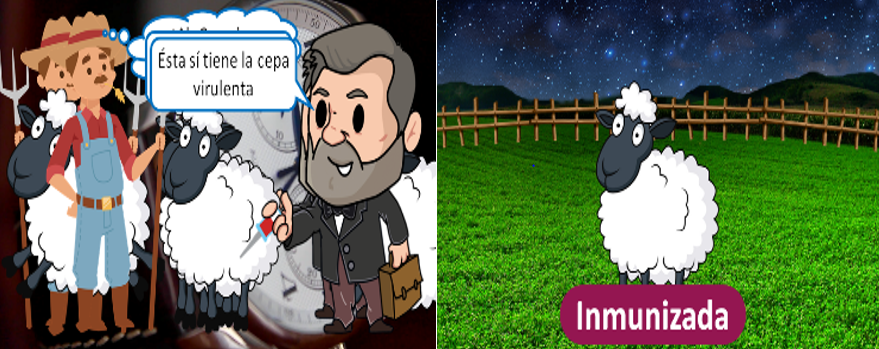 Ésta sí tiene la cepa
virulenta
Inmunizada